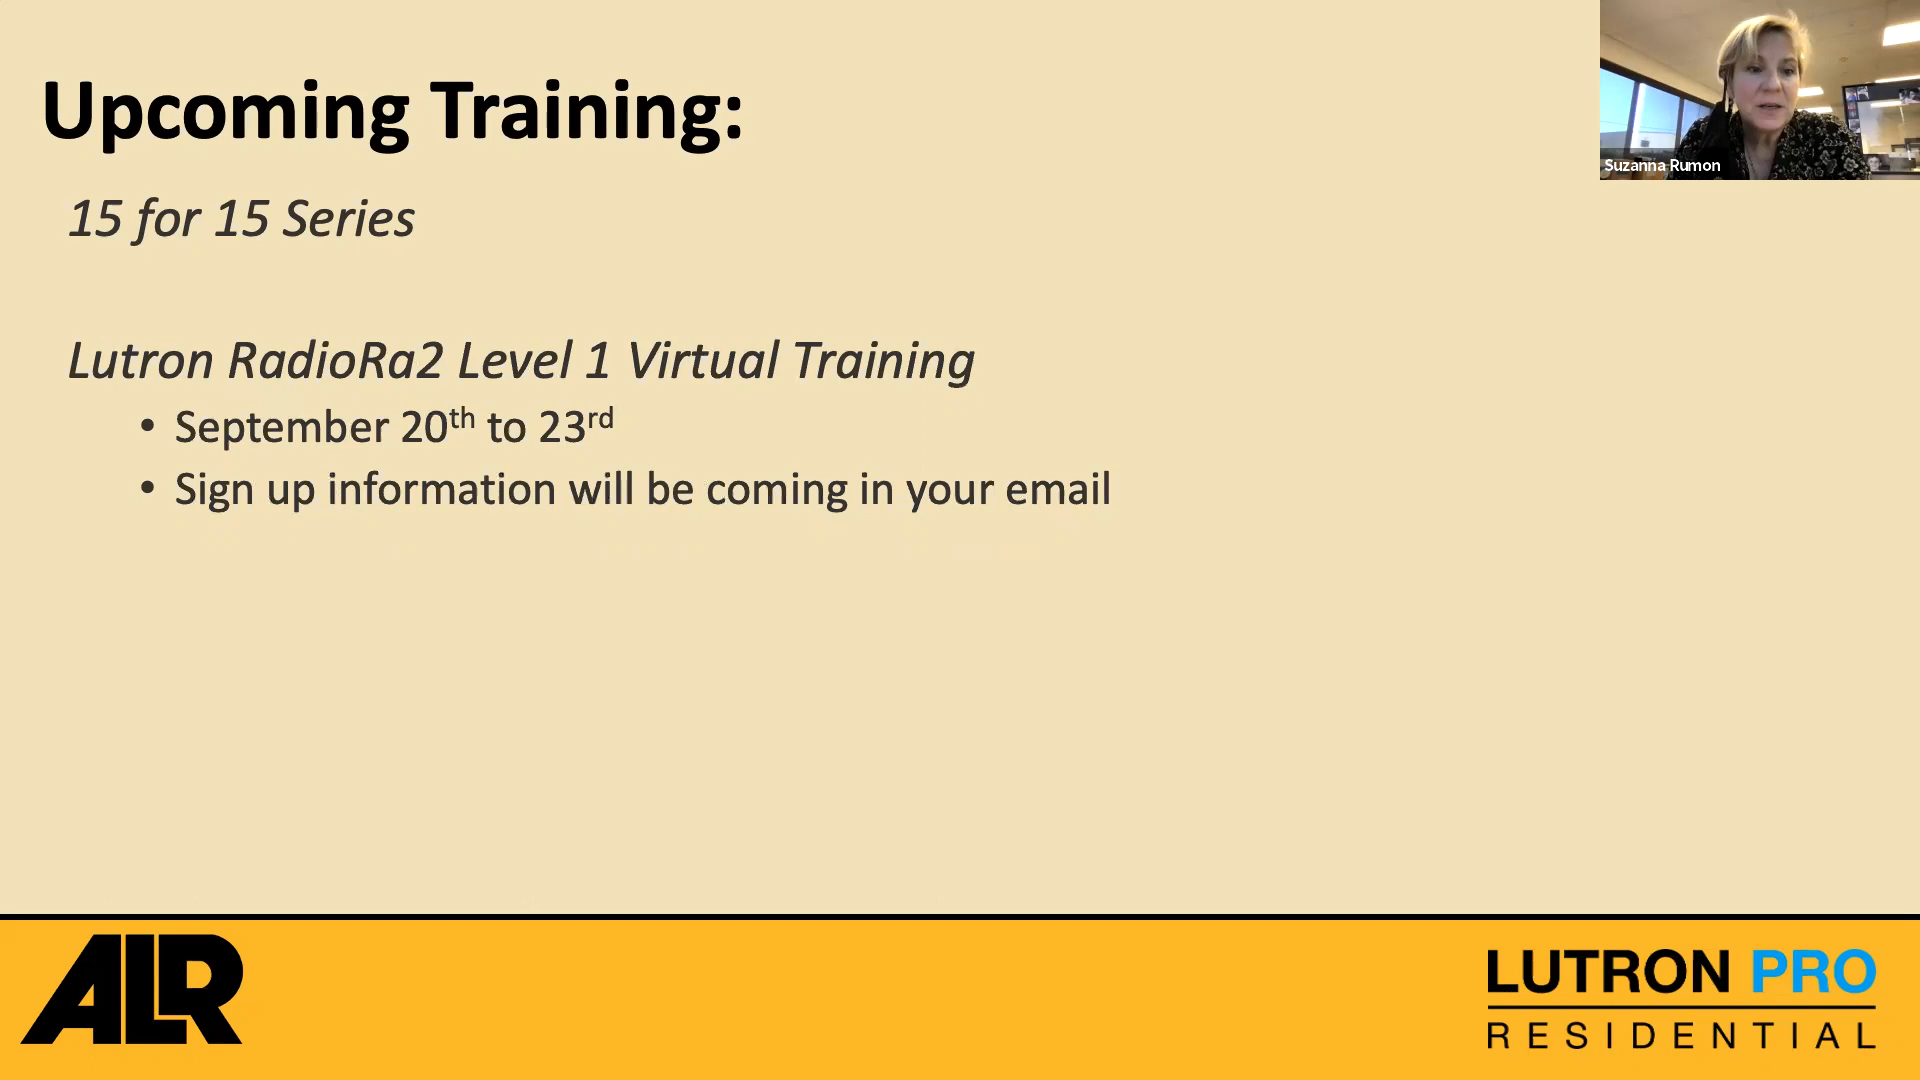 Upcoming Training:
15 for 15 Series
Lutron RadioRa2 Level 1 Virtual Training
• September 20th to 23rd
• Sign up information will be coming in your email
Suzanna Rumon
ALR
LUTRON PRO
RESIDENTIAL